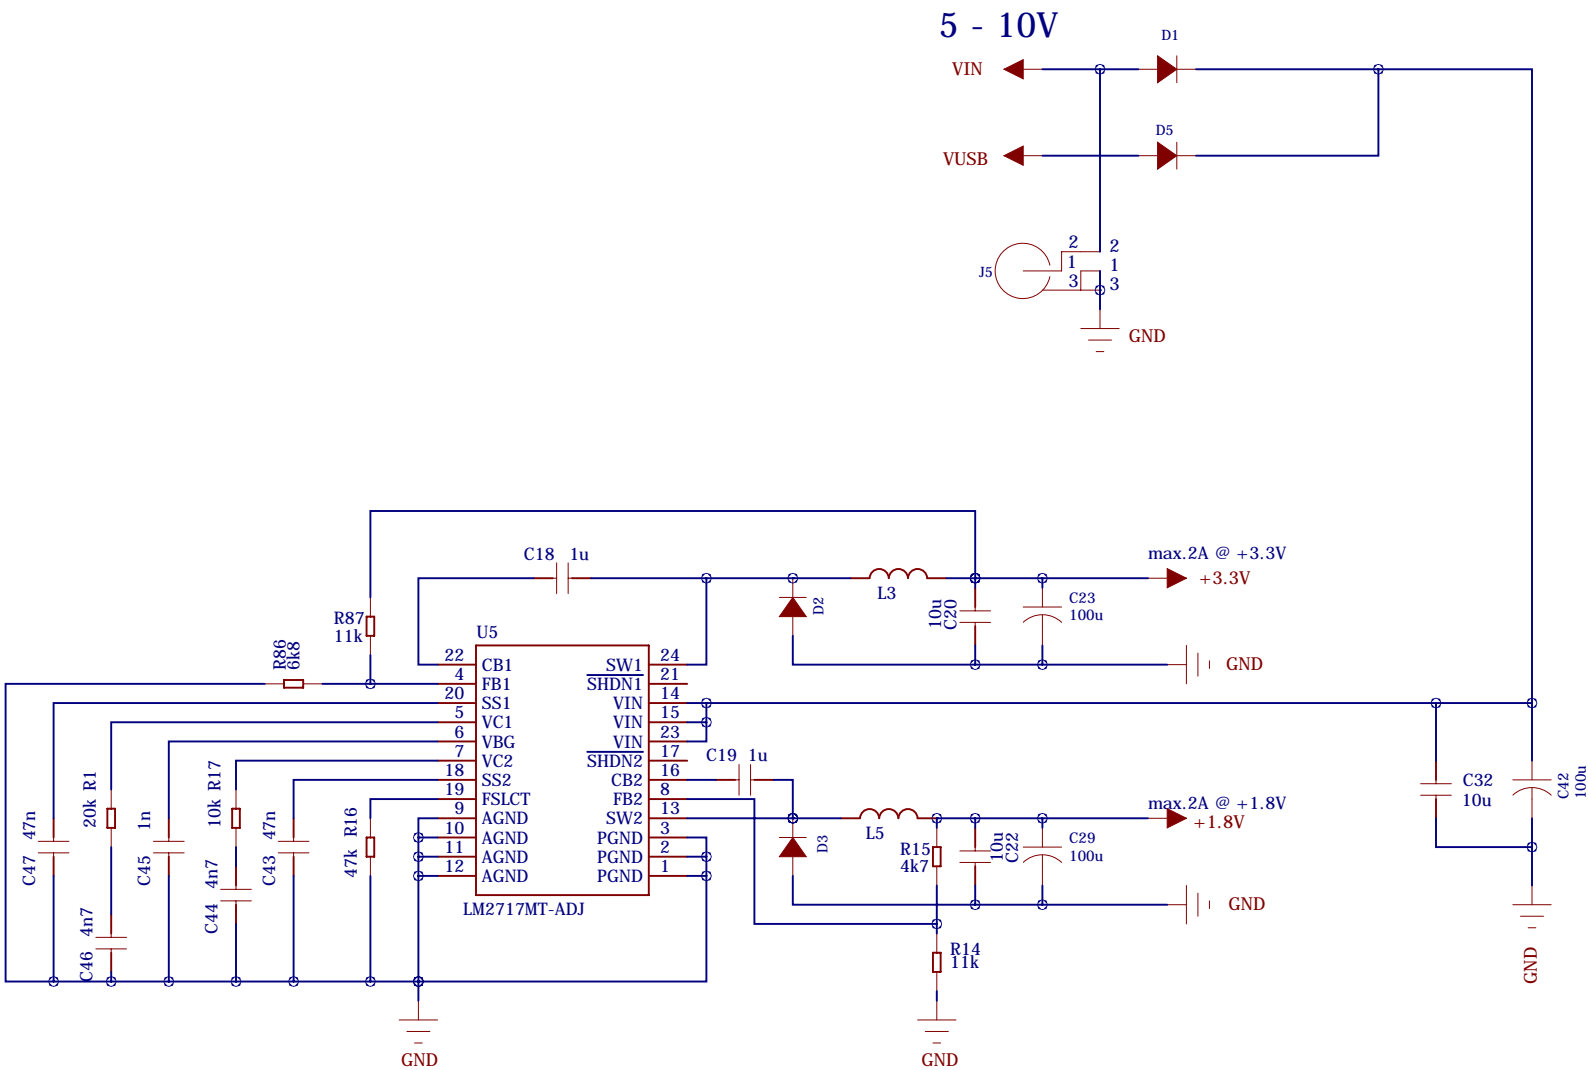 5 - 10V
D1
VIN
D5
VUSB
2
2
1
1
J5
3
3
GND
C18 1u
max.2A @ +3.3V
+3.3V
L3
D2
10u
C20
C23
100u
R87
11k
R86
6k8
U5
22 CB1
4 FB1
20 SS1
5 VC1
6 VBG
7 VC2
18 SS2
19 FSLCT
9 AGND
10 AGND
11 AGND
12 AGND
SW1 24
SHDN1 21
VIN 14
VIN 15
VIN 23
SHDN2 17
CB2 16
FB2 8
SW2 13
PGND 3
PGND 2
PGND 1
LM2717MT-ADJ
GND
C19 1u
C32
10u
C42
100u
max.2A @ +1.8V
+1.8V
L5
D3
R15
4k7
10u
C22
C29
100u
GND
R14
11k
C47 47n
20k R1
C46 4n7
C45 1n
10k R17
C44 4n7
C43 47n
47k R16
GND
GND
GND